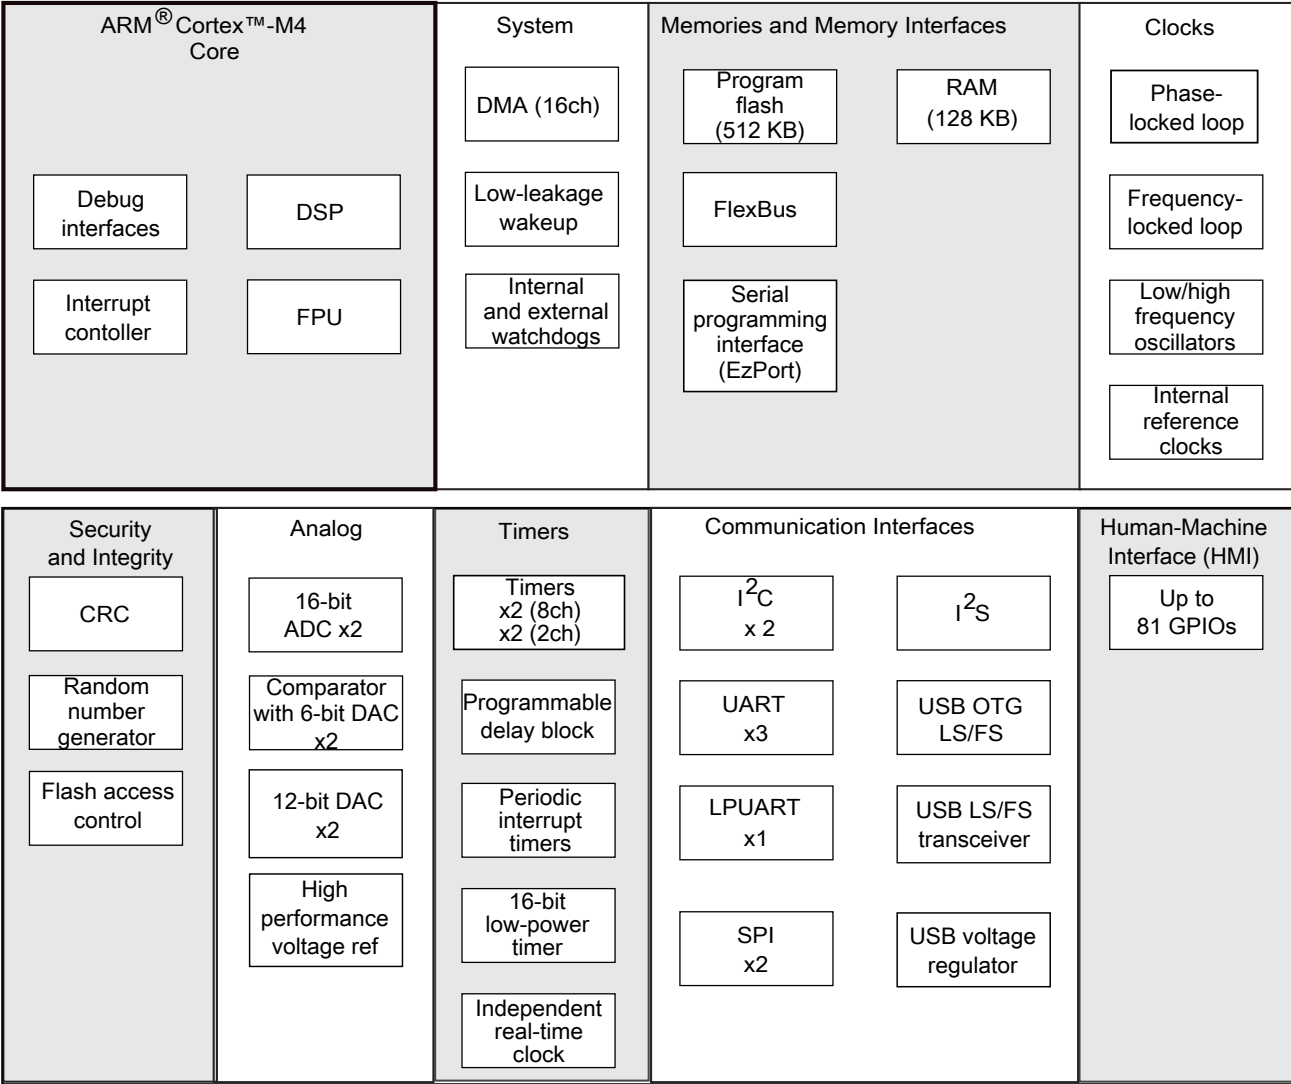 ARM® Cortex™-M4
Core
Debug
interfaces
DSP
Interrupt
contoller
FPU
System
DMA (16ch)
Low-leakage
wakeup
Internal
and external
watchdogs
Memories and Memory Interfaces
Program
flash
(512 KB)
RAM
(128 KB)
FlexBus
Serial
programming
interface
(EzPort)
Clocks
Phase-
locked loop
Frequency-
locked loop
Low/high
frequency
oscillators
Internal
reference
clocks
Security
and Integrity
CRC
Random
number
generator
Flash access
control
Analog
16-bit
ADC x2
Comparator
with 6-bit DAC
x2
12-bit DAC
x2
High
performance
voltage ref
Timers
Timers
x2 (8ch)
x2 (2ch)
Programmable
delay block
Periodic
interrupt
timers
16-bit
low-power
timer
Independent
real-time
clock
Communication Interfaces
I²C
x 2
I²S
UART
x3
USB OTG
LS/FS
LPUART
x1
USB LS/FS
transceiver
SPI
x2
USB voltage
regulator
Human-Machine
Interface (HMI)
Up to
81 GPIOs